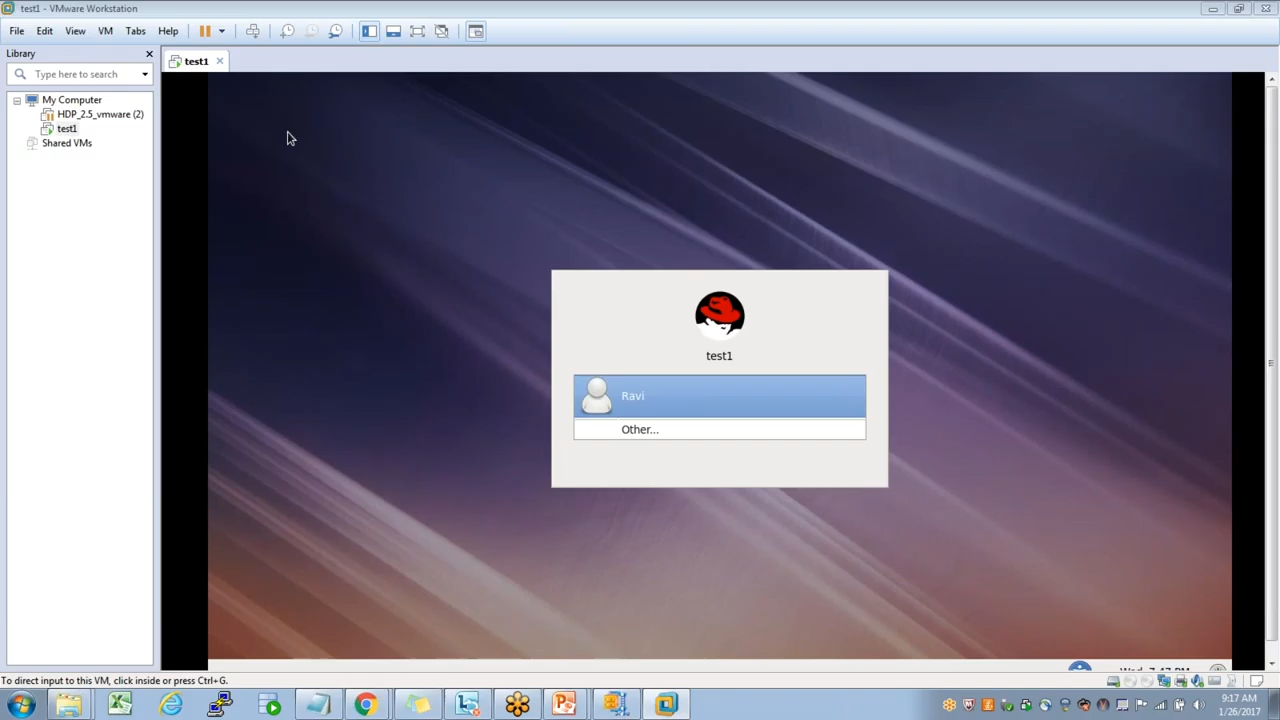 test1 - VMware Workstation
File Edit View VM Tabs Help
Library
Type here to search
My Computer
HDP_2.5_vmware (2)
test1
Shared VMs
test1
test1
Ravi
Other...
To direct input to this VM, click inside or press Ctrl+G.
9:17 AM
1/26/2017